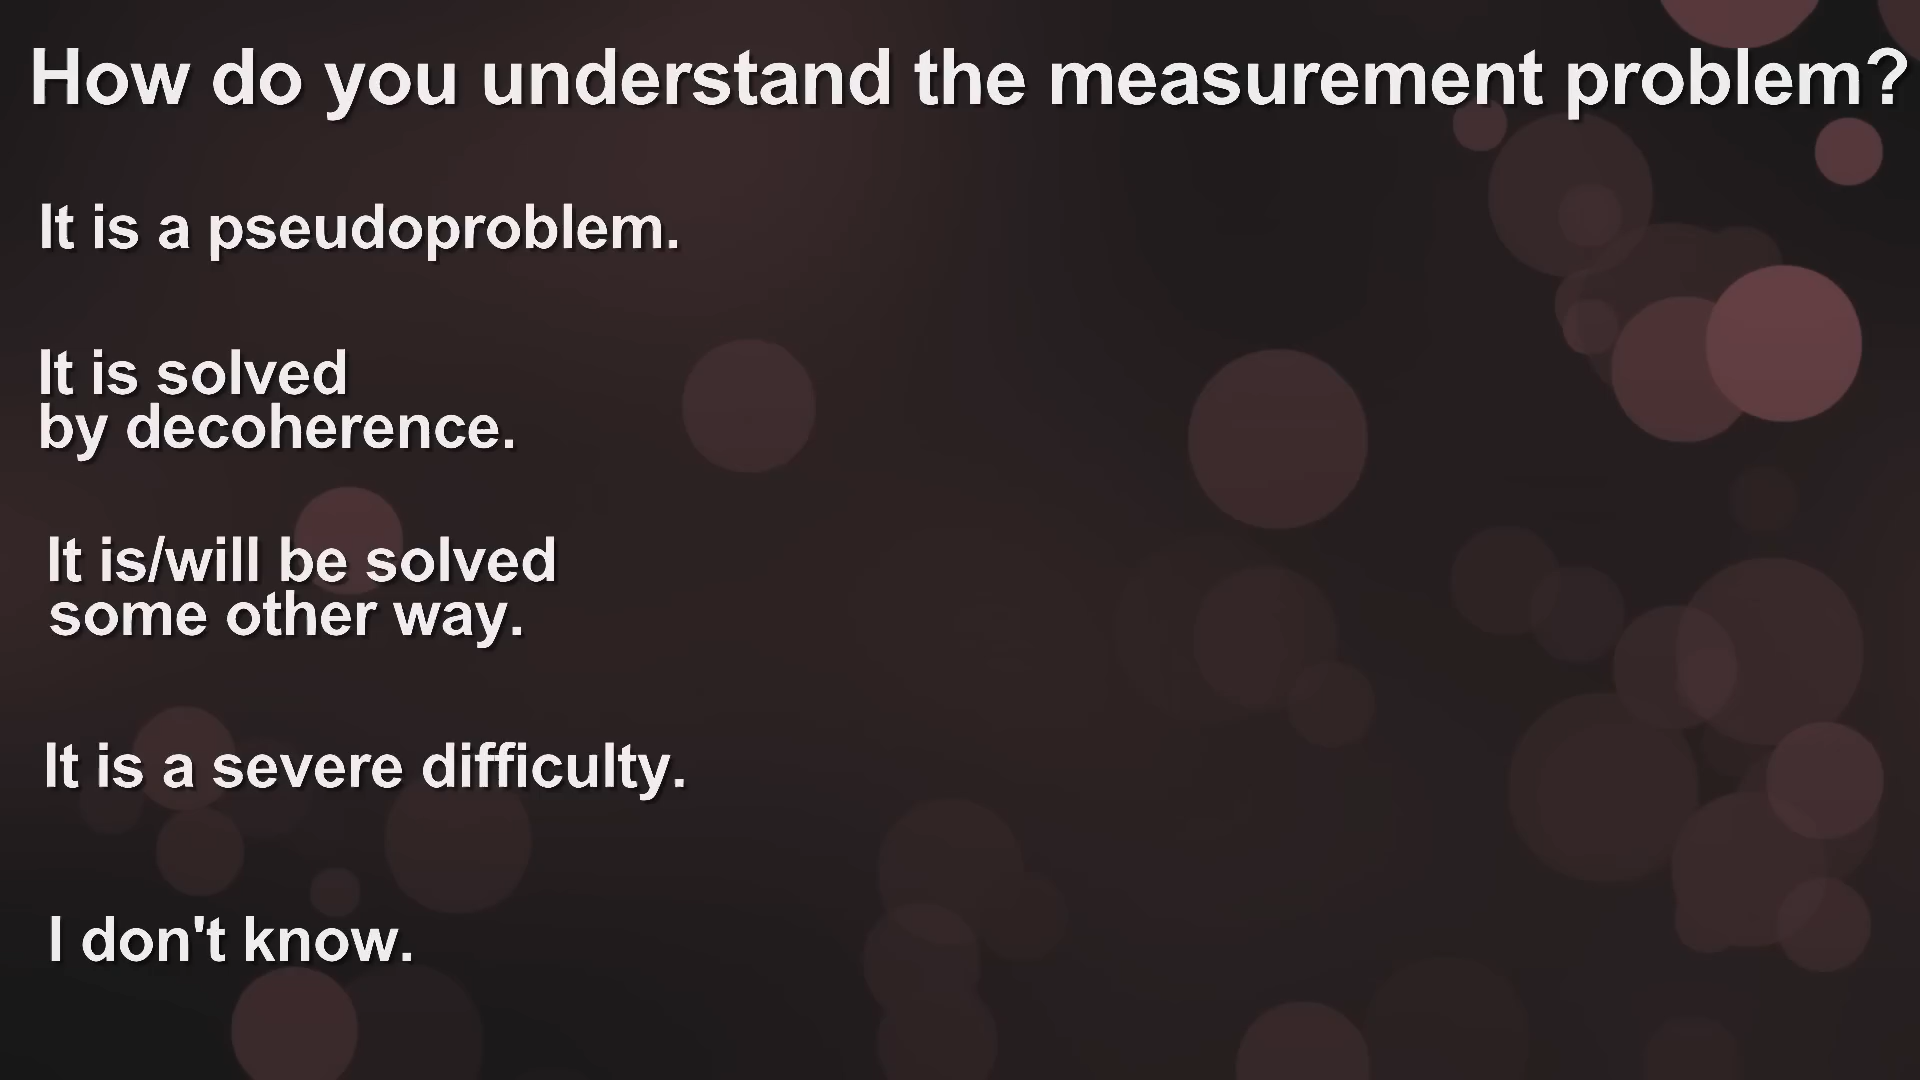 How do you understand the measurement problem?
It is a pseudoproblem.
It is solved
by decoherence.
It is/will be solved
some other way.
It is a severe difficulty.
I don't know.